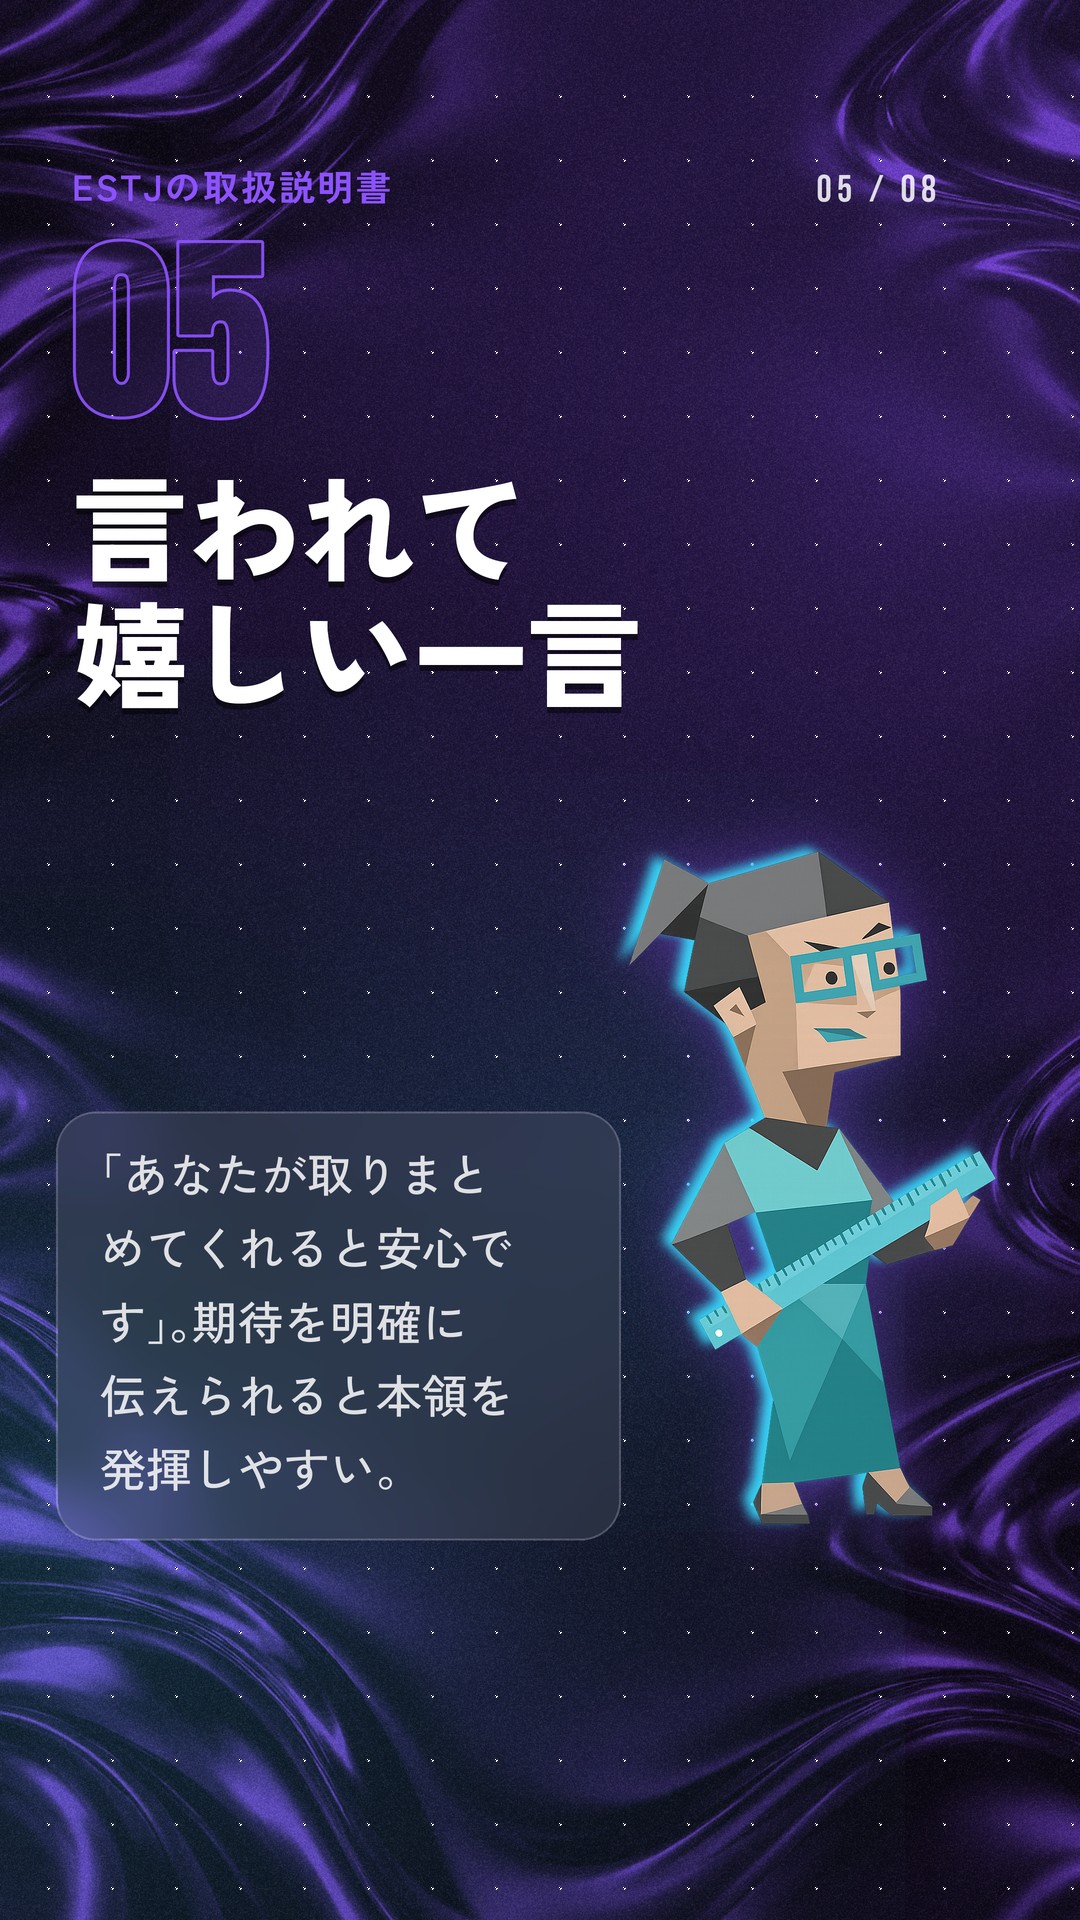 ESTJの取扱説明書
05 / 08
05
言われて
嬉しい一言
「あなたが取りまと
めてくれると安心で
す」。期待を明確に
伝えられると本領を
発揮しやすい。